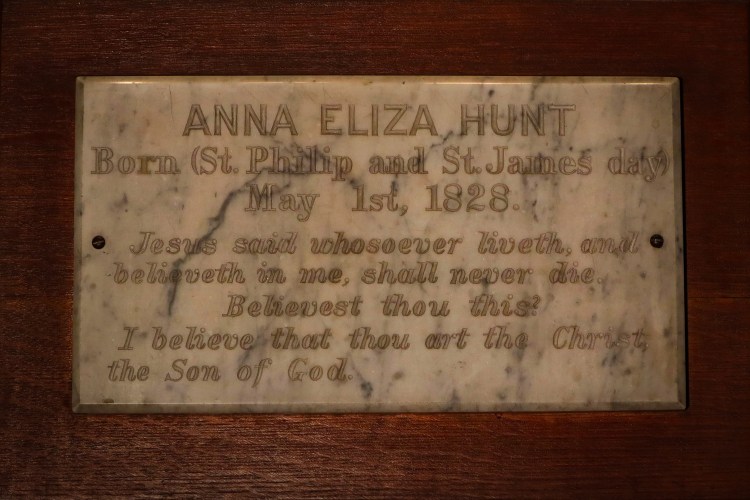 ANNA ELIZA HUNT
Born (St. Philip and St. James day)
May 1st, 1828.
Jesus said whosoever liveth, and
believeth in me, shall never die.
Believest thou this?
I believe that thou art the Christ,
the Son of God.